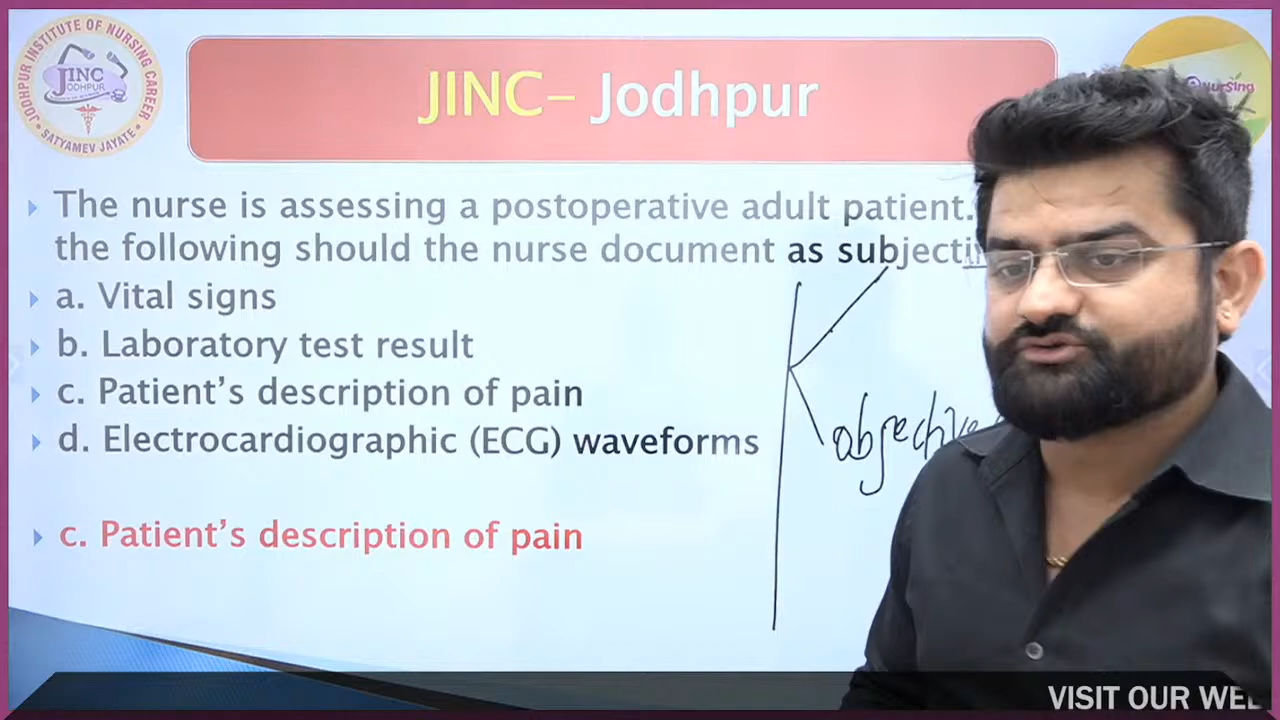 JODHPUR INSTITUTE OF NURSING CAREER
JINC
JODHPUR
SATYAMEV JAYATE
JINC– Jodhpur
Nursing
The nurse is assessing a postoperative adult patient.
the following should the nurse document as
a. Vital signs
b. Laboratory test result
c. Patient's description of pain
d. Electrocardiographic (ECG) waveforms
objective
c. Patient's description of pain
VISIT OUR